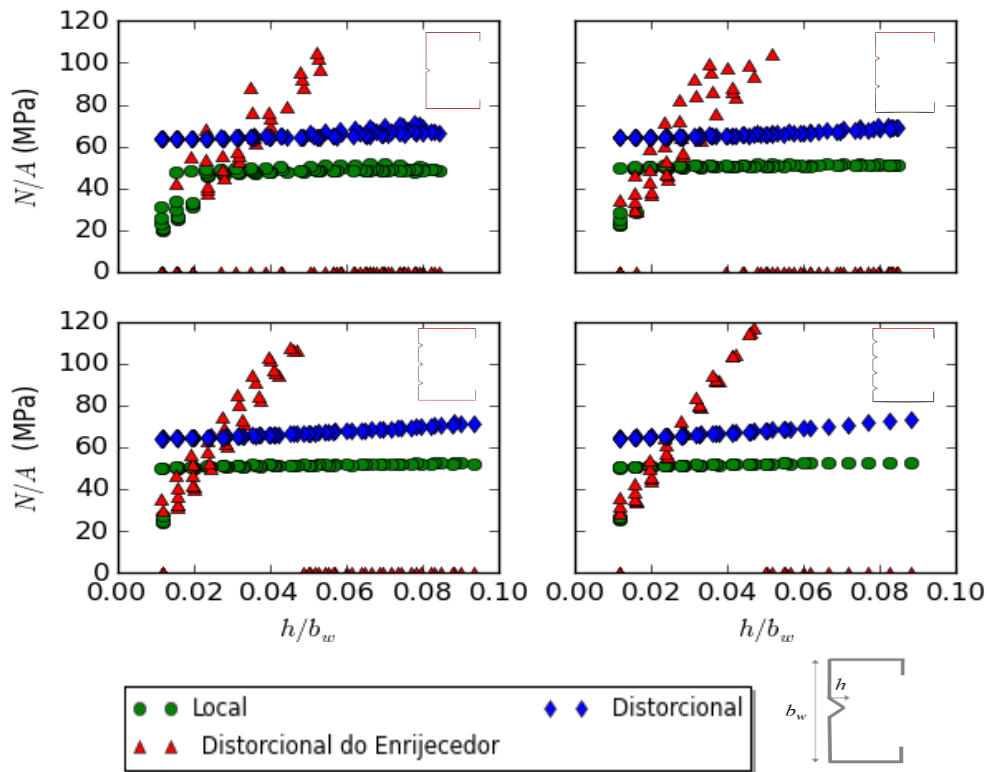 120
100
80
60
40
20
0
N/A (MPa)
120
100
80
60
40
20
0
0.00 0.02 0.04 0.06 0.08 0.10
0.00 0.02 0.04 0.06 0.08 0.10
N/A (MPa)
h/b_w
h/b_w
Local
Distorcional
Distorcional do Enrijecedor
h
b_w